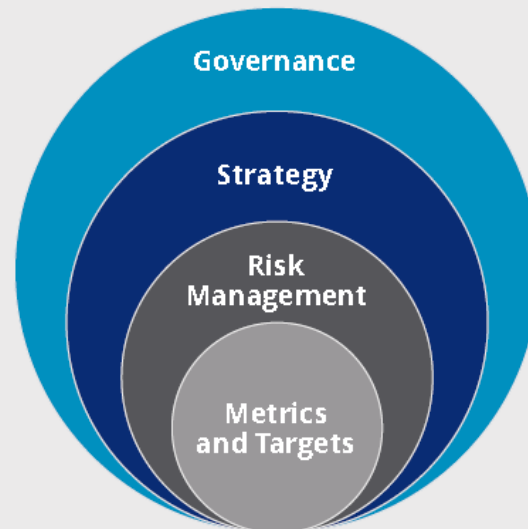 Governance
Strategy
Risk
Management
Metrics
and Targets